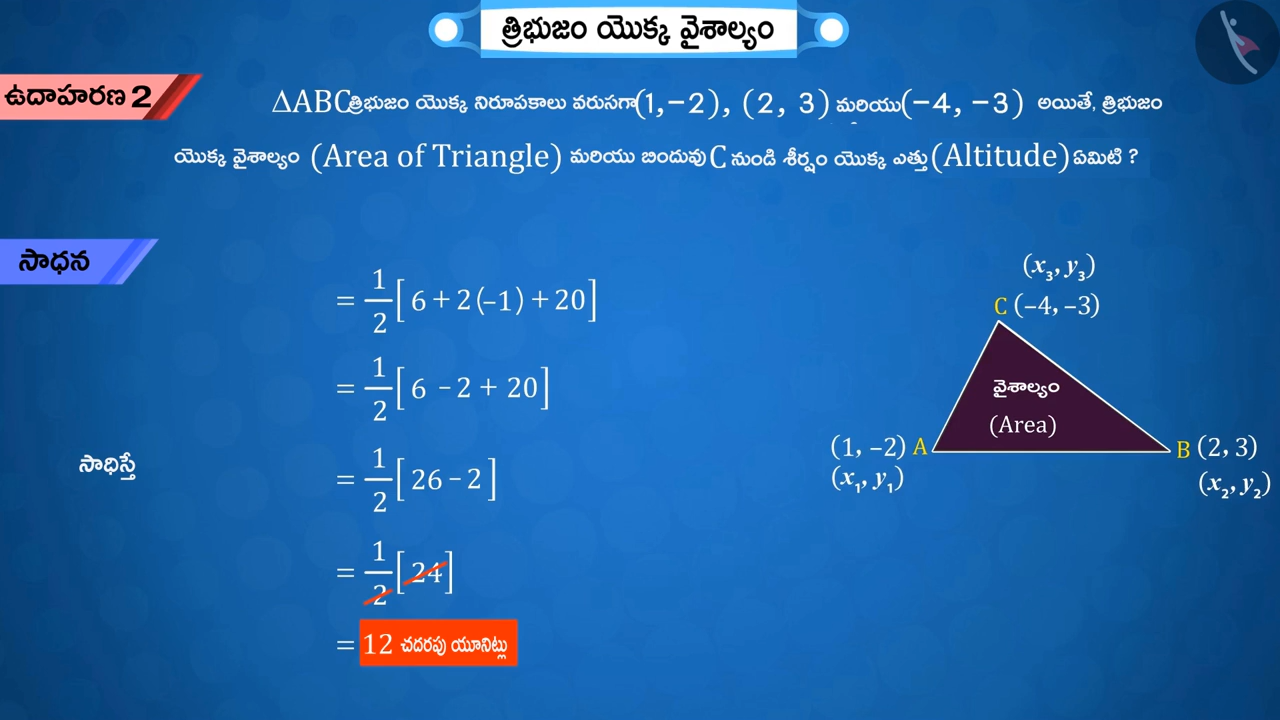 త్రిభుజం యొక్క వైశాల్యం
ఉదాహరణ 2
ΔABC త్రిభుజం యొక్క నిరూపకాలు వరుసగా (1,−2), (2, 3) మరియు (−4, −3) అయితే, త్రిభుజం
యొక్క వైశాల్యం (Area of Triangle) మరియు బిందువు C నుండి శీర్షం యొక్క ఎత్తు (Altitude) ఏమిటి ?
సాధన
= 1/2 [ 6 + 2 (–1) + 20 ]
= 1/2 [ 6 – 2 + 20 ]
సాధిస్తే
= 1/2 [ 26 – 2 ]
= 1/2 [ 24 ]
= 12 చదరపు యూనిట్లు
(x₃, y₃)
C (–4, –3)
వైశాల్యం
(Area)
(1, –2) A
(x₁, y₁)
B (2, 3)
(x₂, y₂)